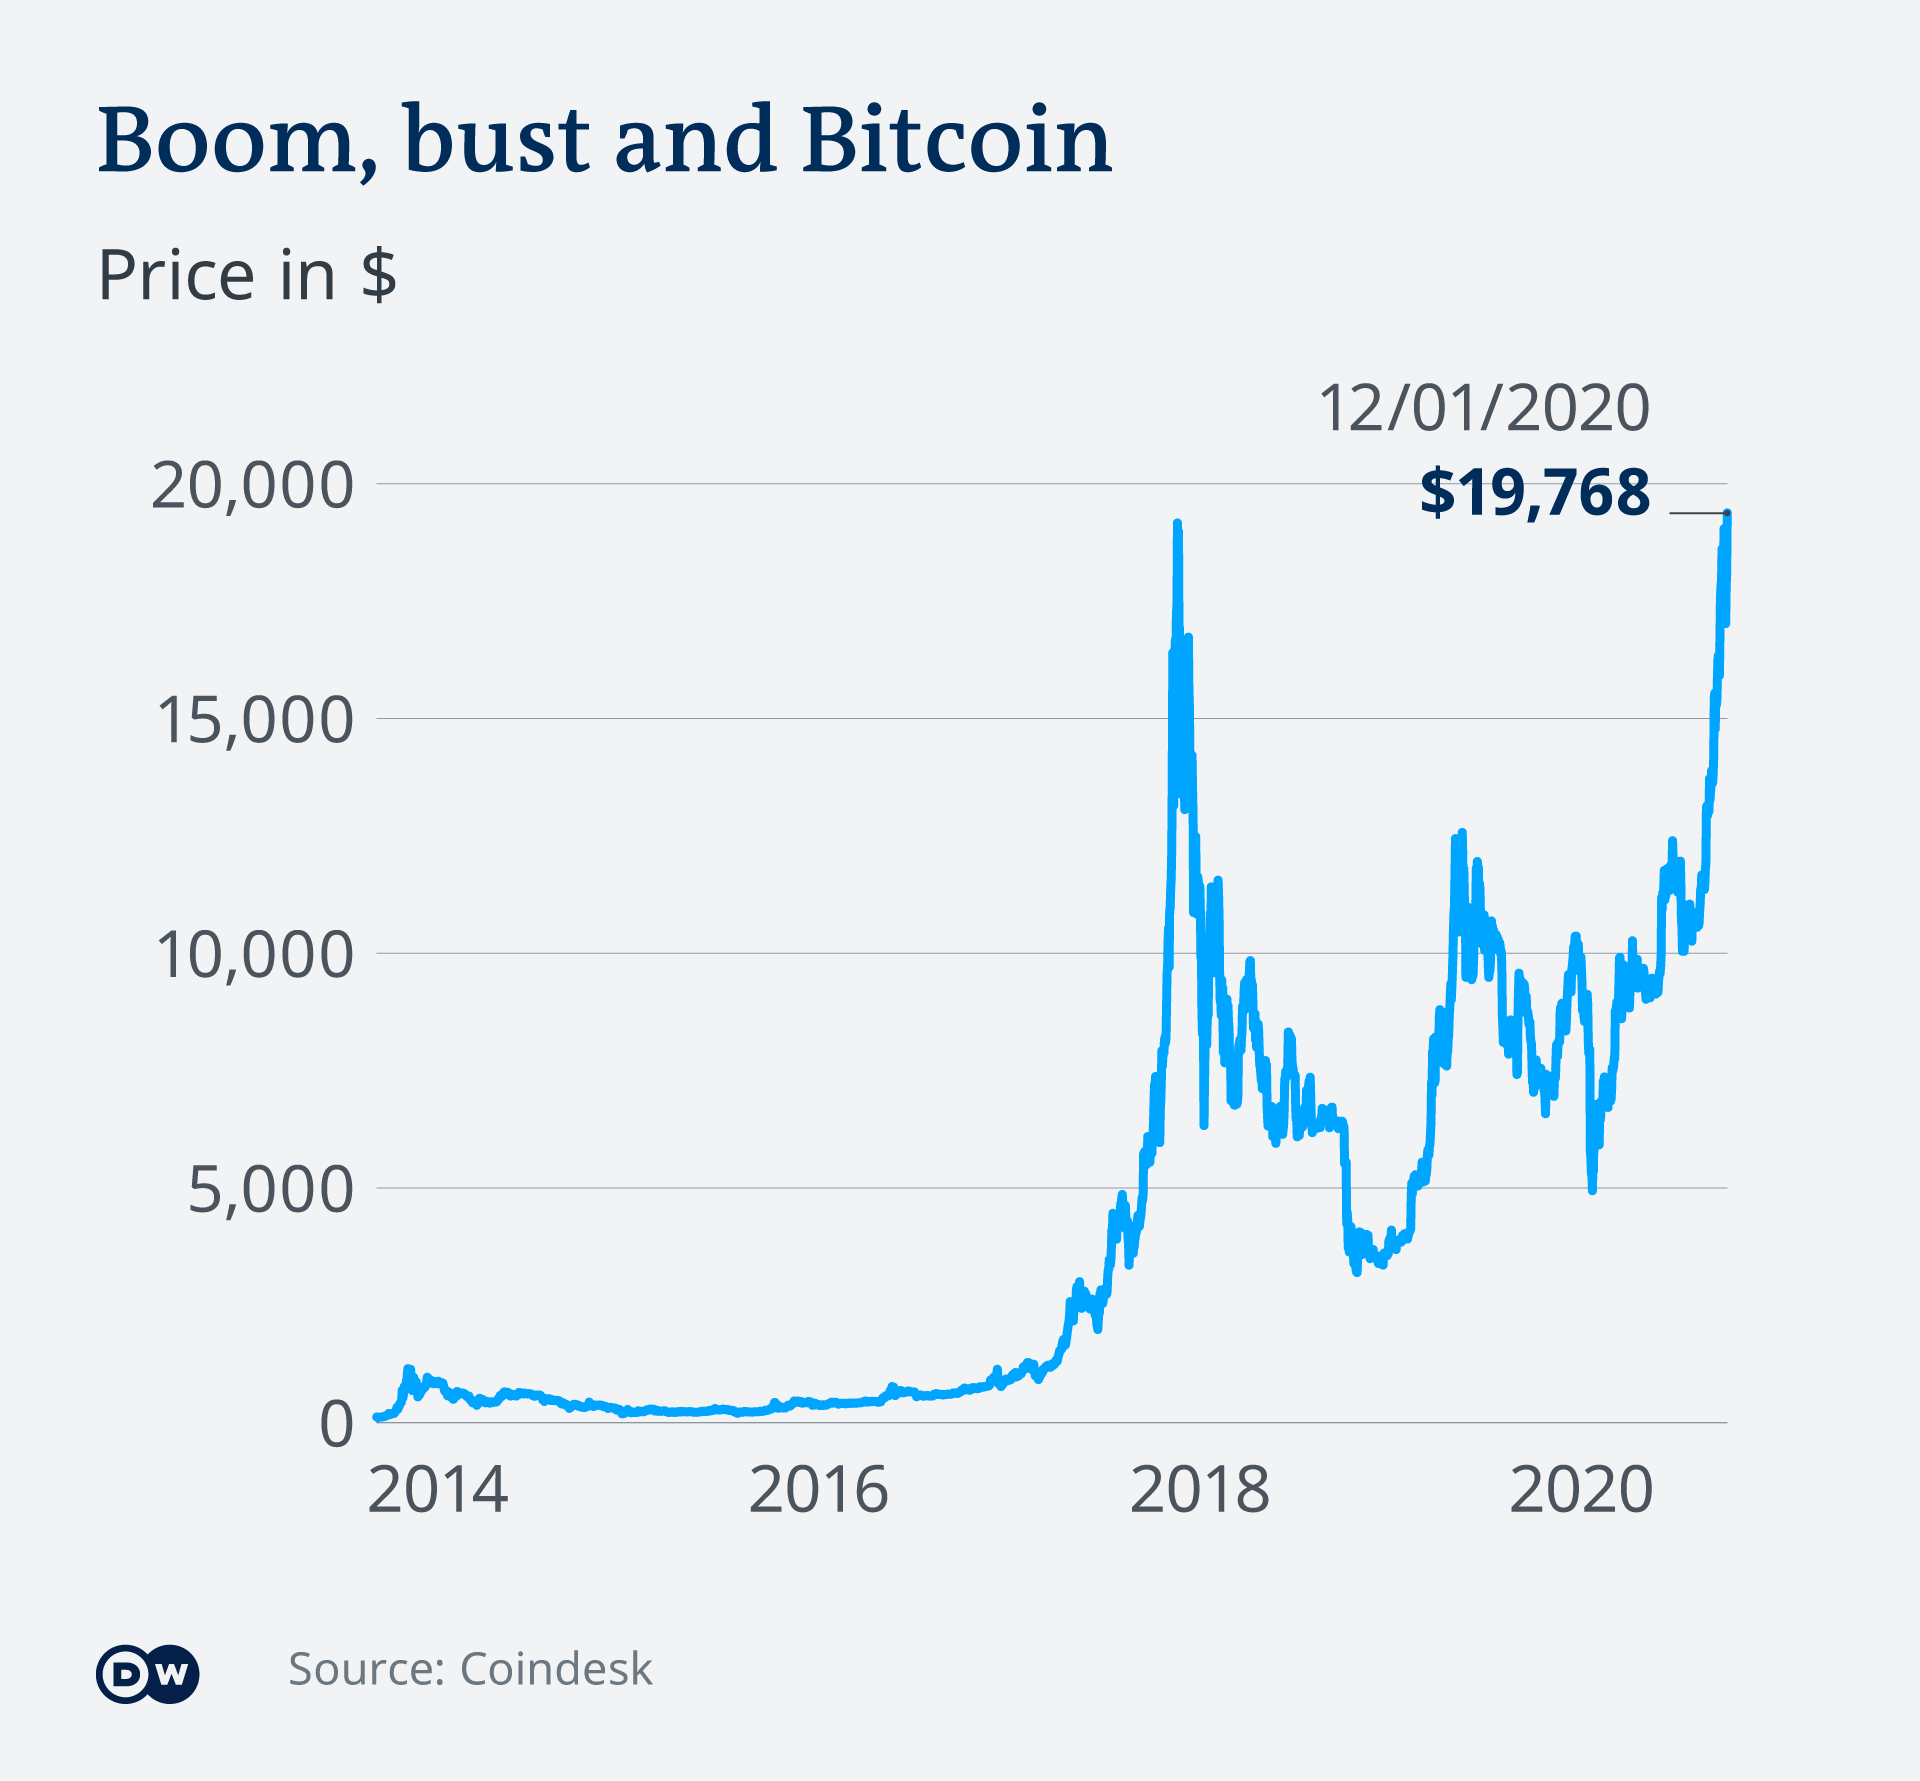 Boom, bust and Bitcoin
Price in $
12/01/2020
$19,768
20,000
15,000
10,000
5,000
0
2014 2016 2018 2020
DW
Source: Coindesk